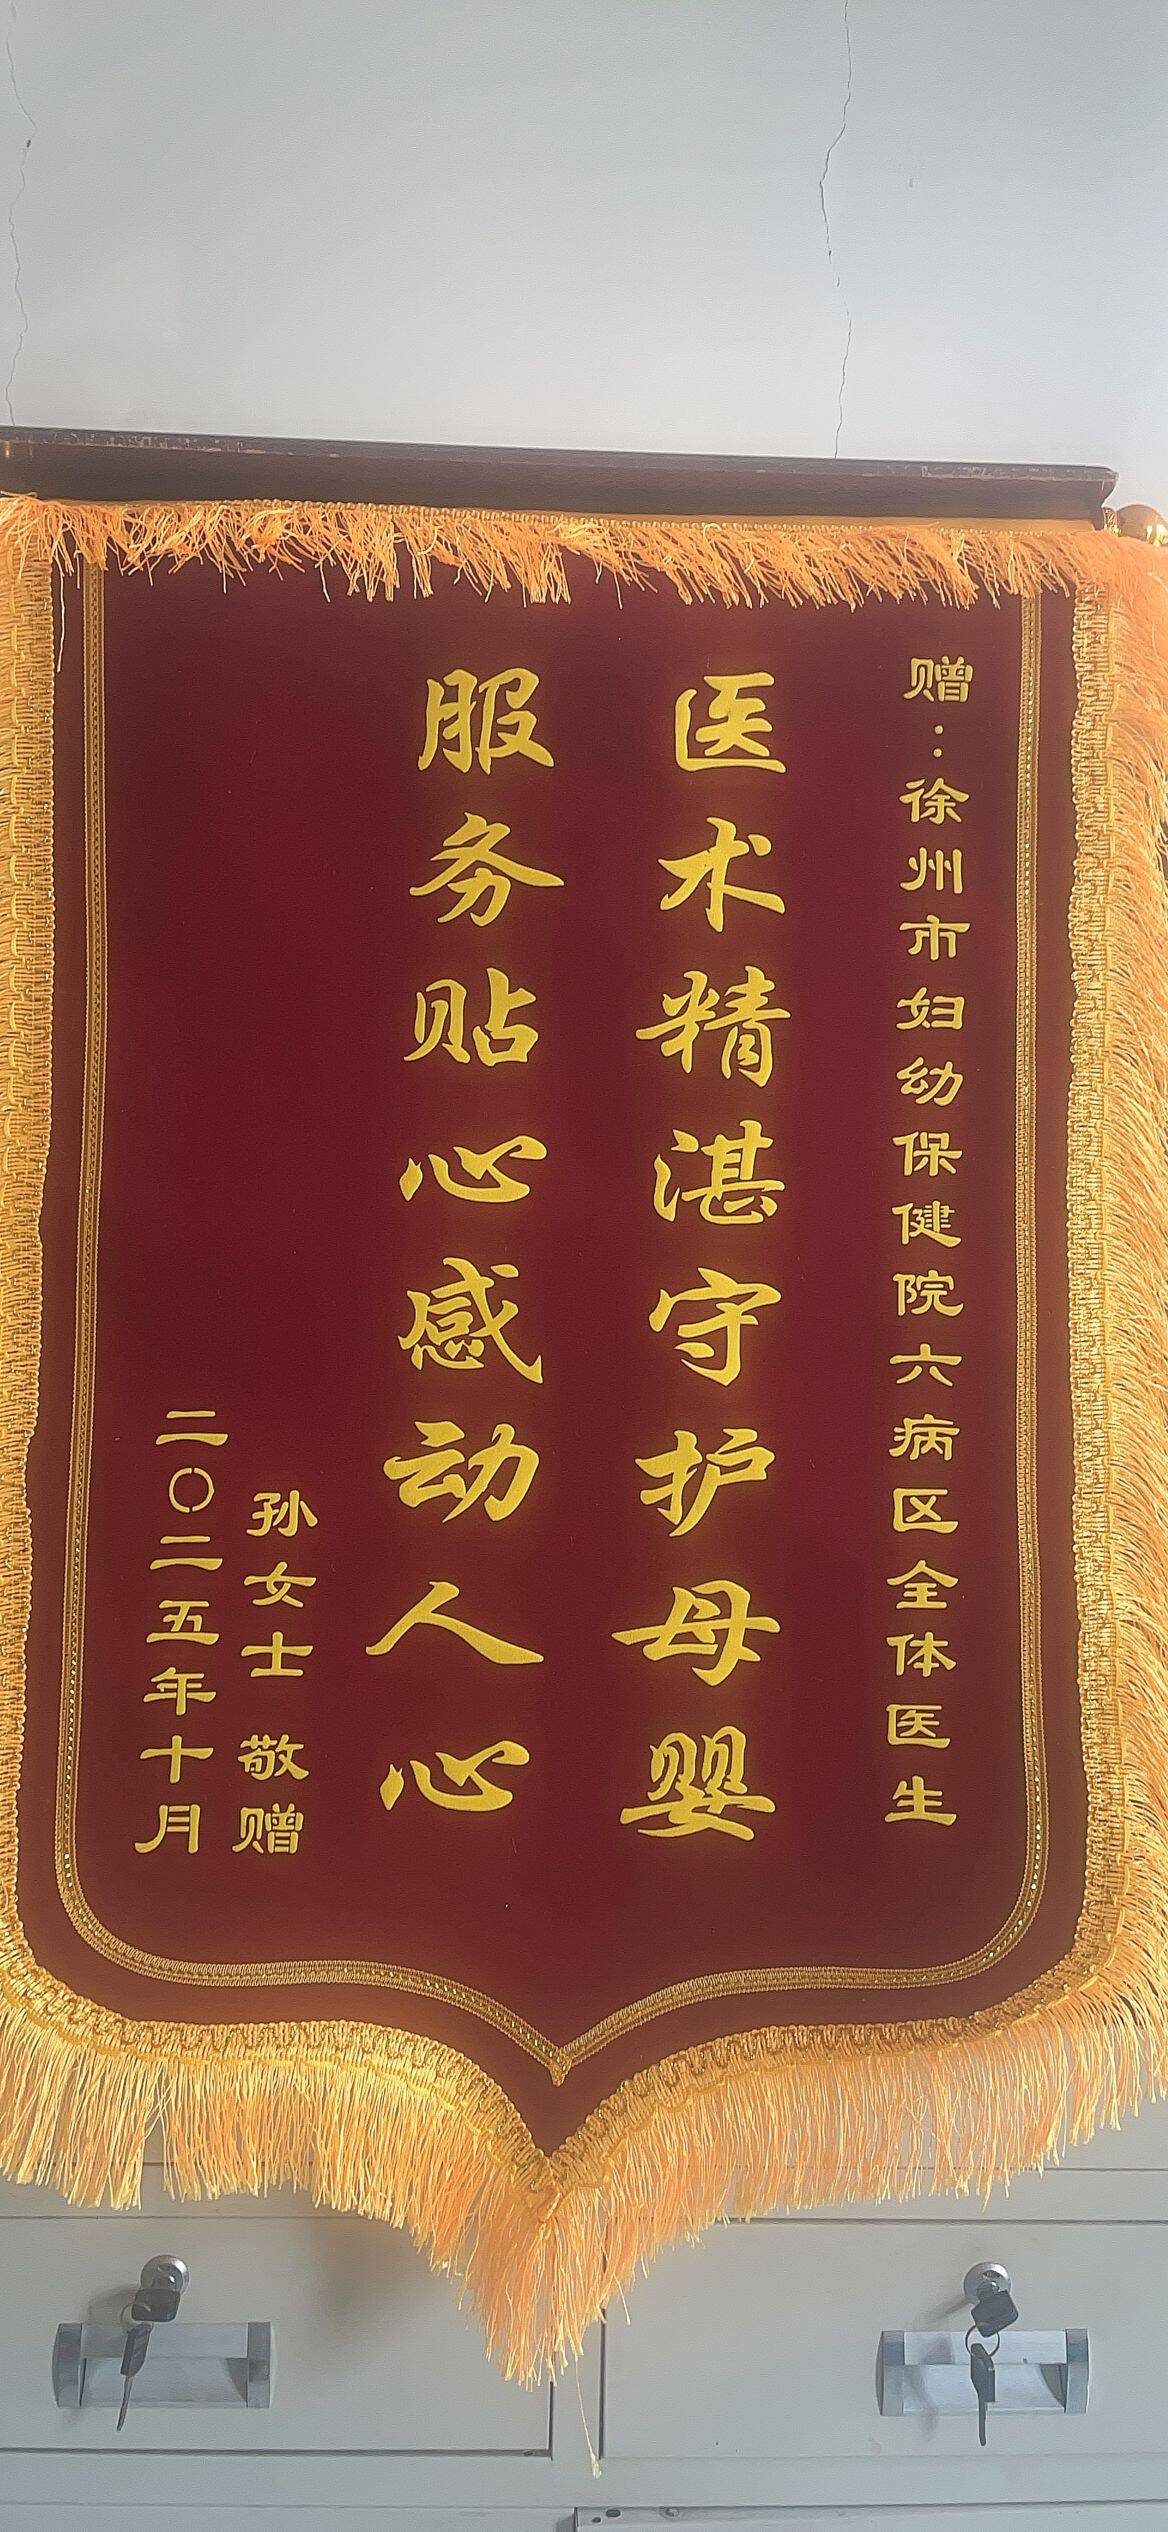 赠：徐州市妇幼保健院六病区全体医生
医术精湛守护母婴
服务贴心感动人心
孙女士 敬赠
二〇二五年十月